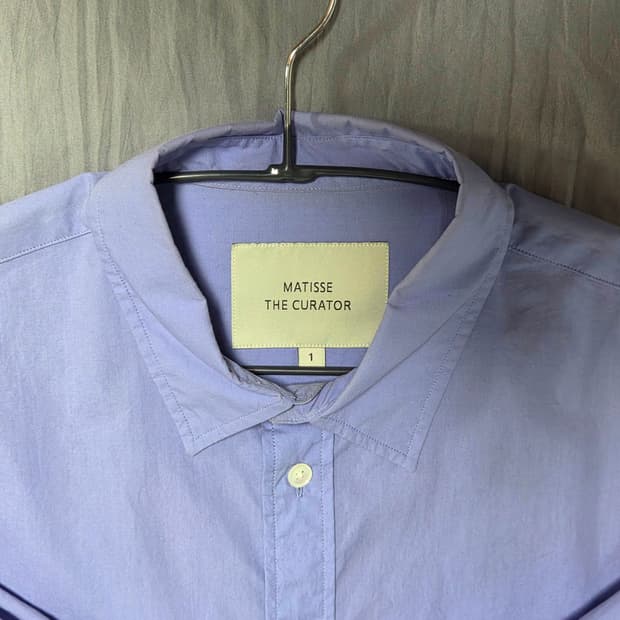 MATISSE
THE CURATOR
1